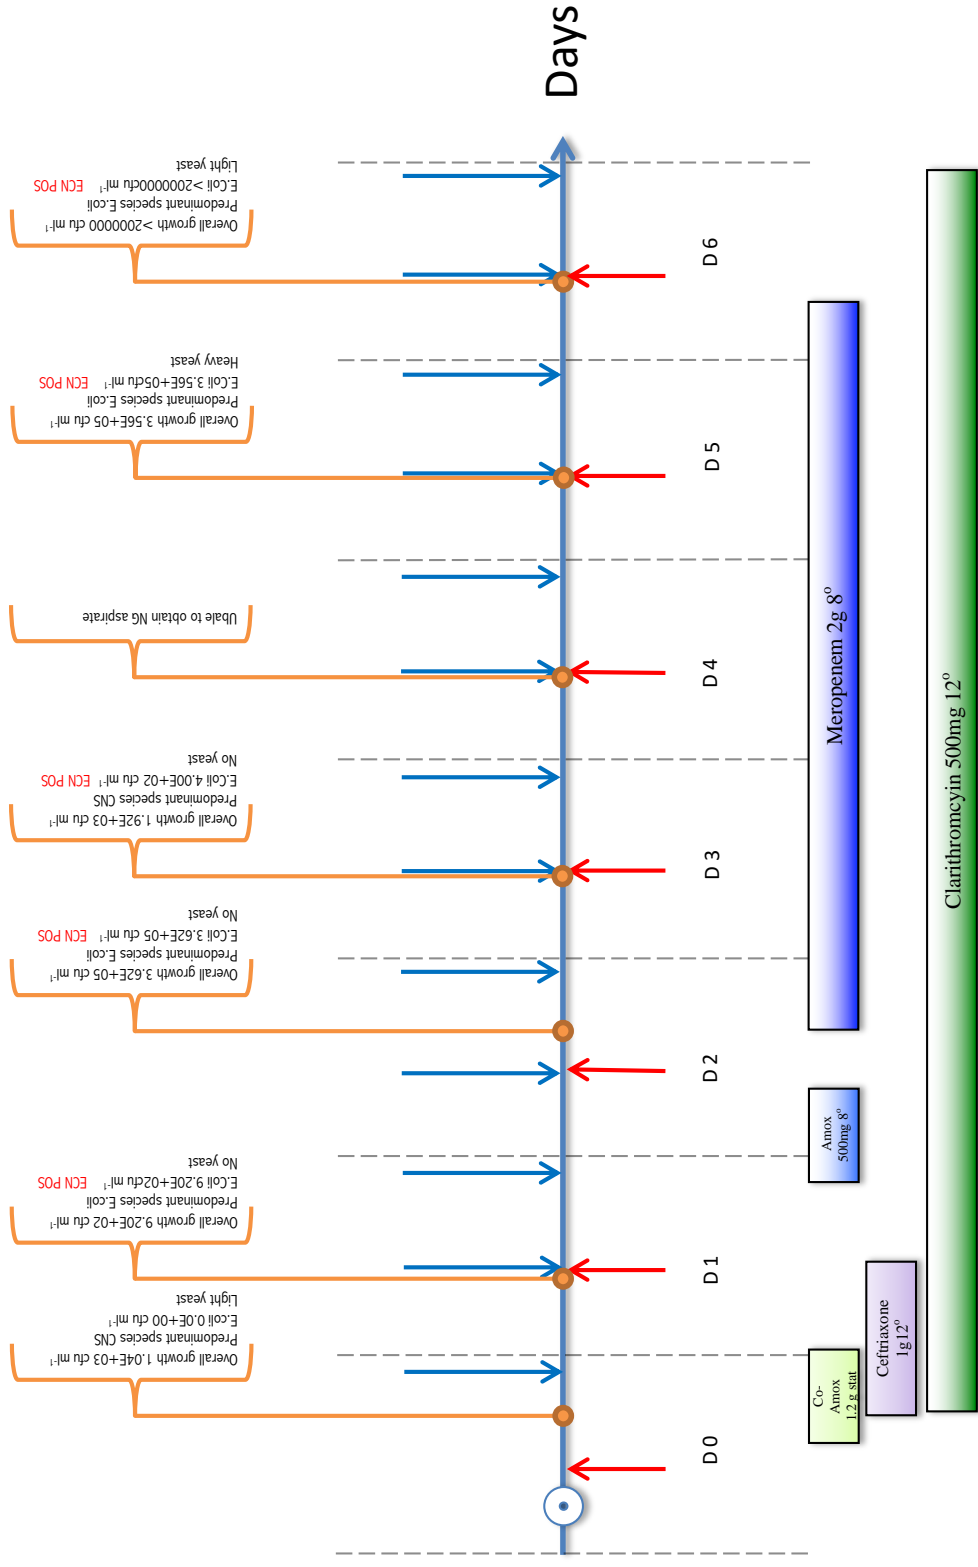 Days
Overall growth 1.04E+03 cfu ml-1
Predominant species CNS
E.coli 0.0E+00 cfu ml-1
Light yeast
Overall growth 9.20E+02 cfu ml-1
Predominant species E.coli
E.Coli 9.20E+02cfu ml-1 ECN POS
No yeast
Overall growth 3.62E+05 cfu ml-1
Predominant species E.coli
E.Coli 3.62E+05 cfu ml-1 ECN POS
No yeast
Overall growth 1.92E+03 cfu ml-1
Predominant species CNS
E.Coli 4.00E+02 cfu ml-1 ECN POS
No yeast
Ubale to obtain NG aspirate
Overall growth 3.56E+05 cfu ml-1
Predominant species E.coli
E.Coli 3.56E+05cfu ml-1 ECN POS
Heavy yeast
Overall growth >2000000 cfu ml-1
Predominant species E.coli
E.Coli >2000000cfu ml-1 ECN POS
Light yeast
D 0
D 1
D 2
D 3
D 4
D 5
D 6
Co-
Amox
1.2 g stat
Amox
500mg 8o
Meropenem 2g 8o
Ceftriaxone
1g12o
Clarithromcyin 500mg 12o